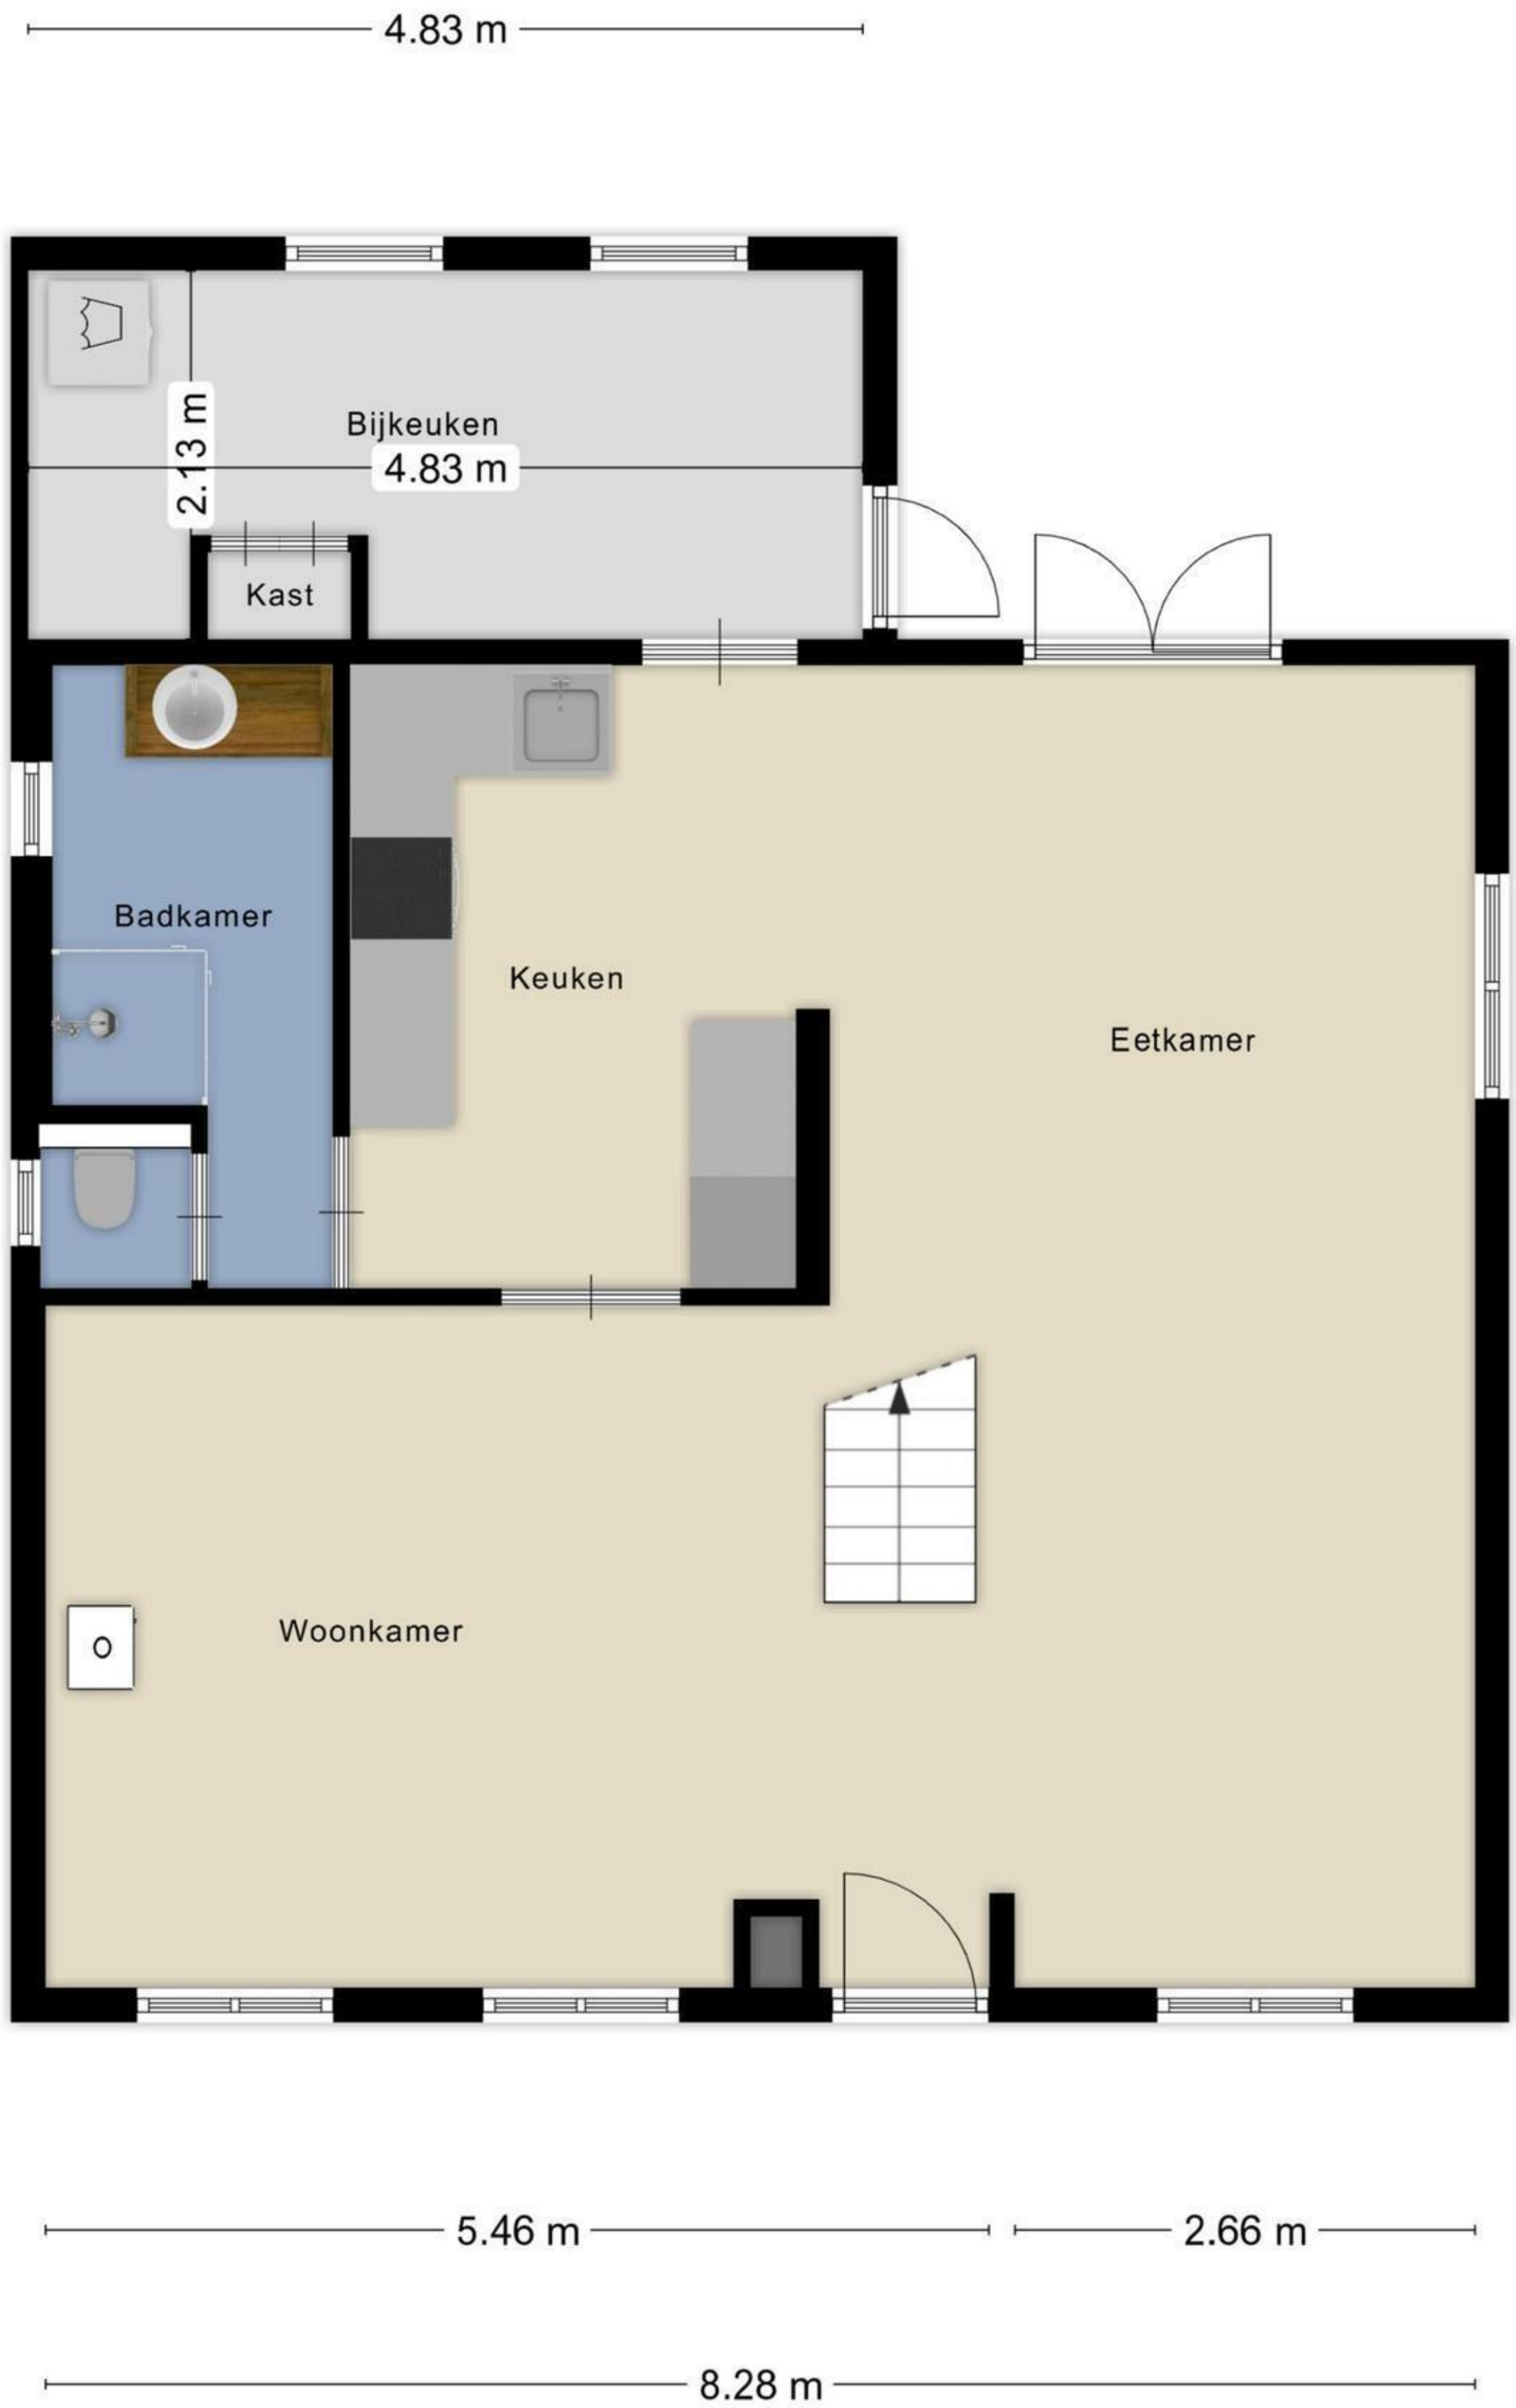 4.83 m
Bijkeuken
2.13 m
4.83 m
Kast
Badkamer
Keuken
Eetkamer
Woonkamer
5.46 m
2.66 m
8.28 m